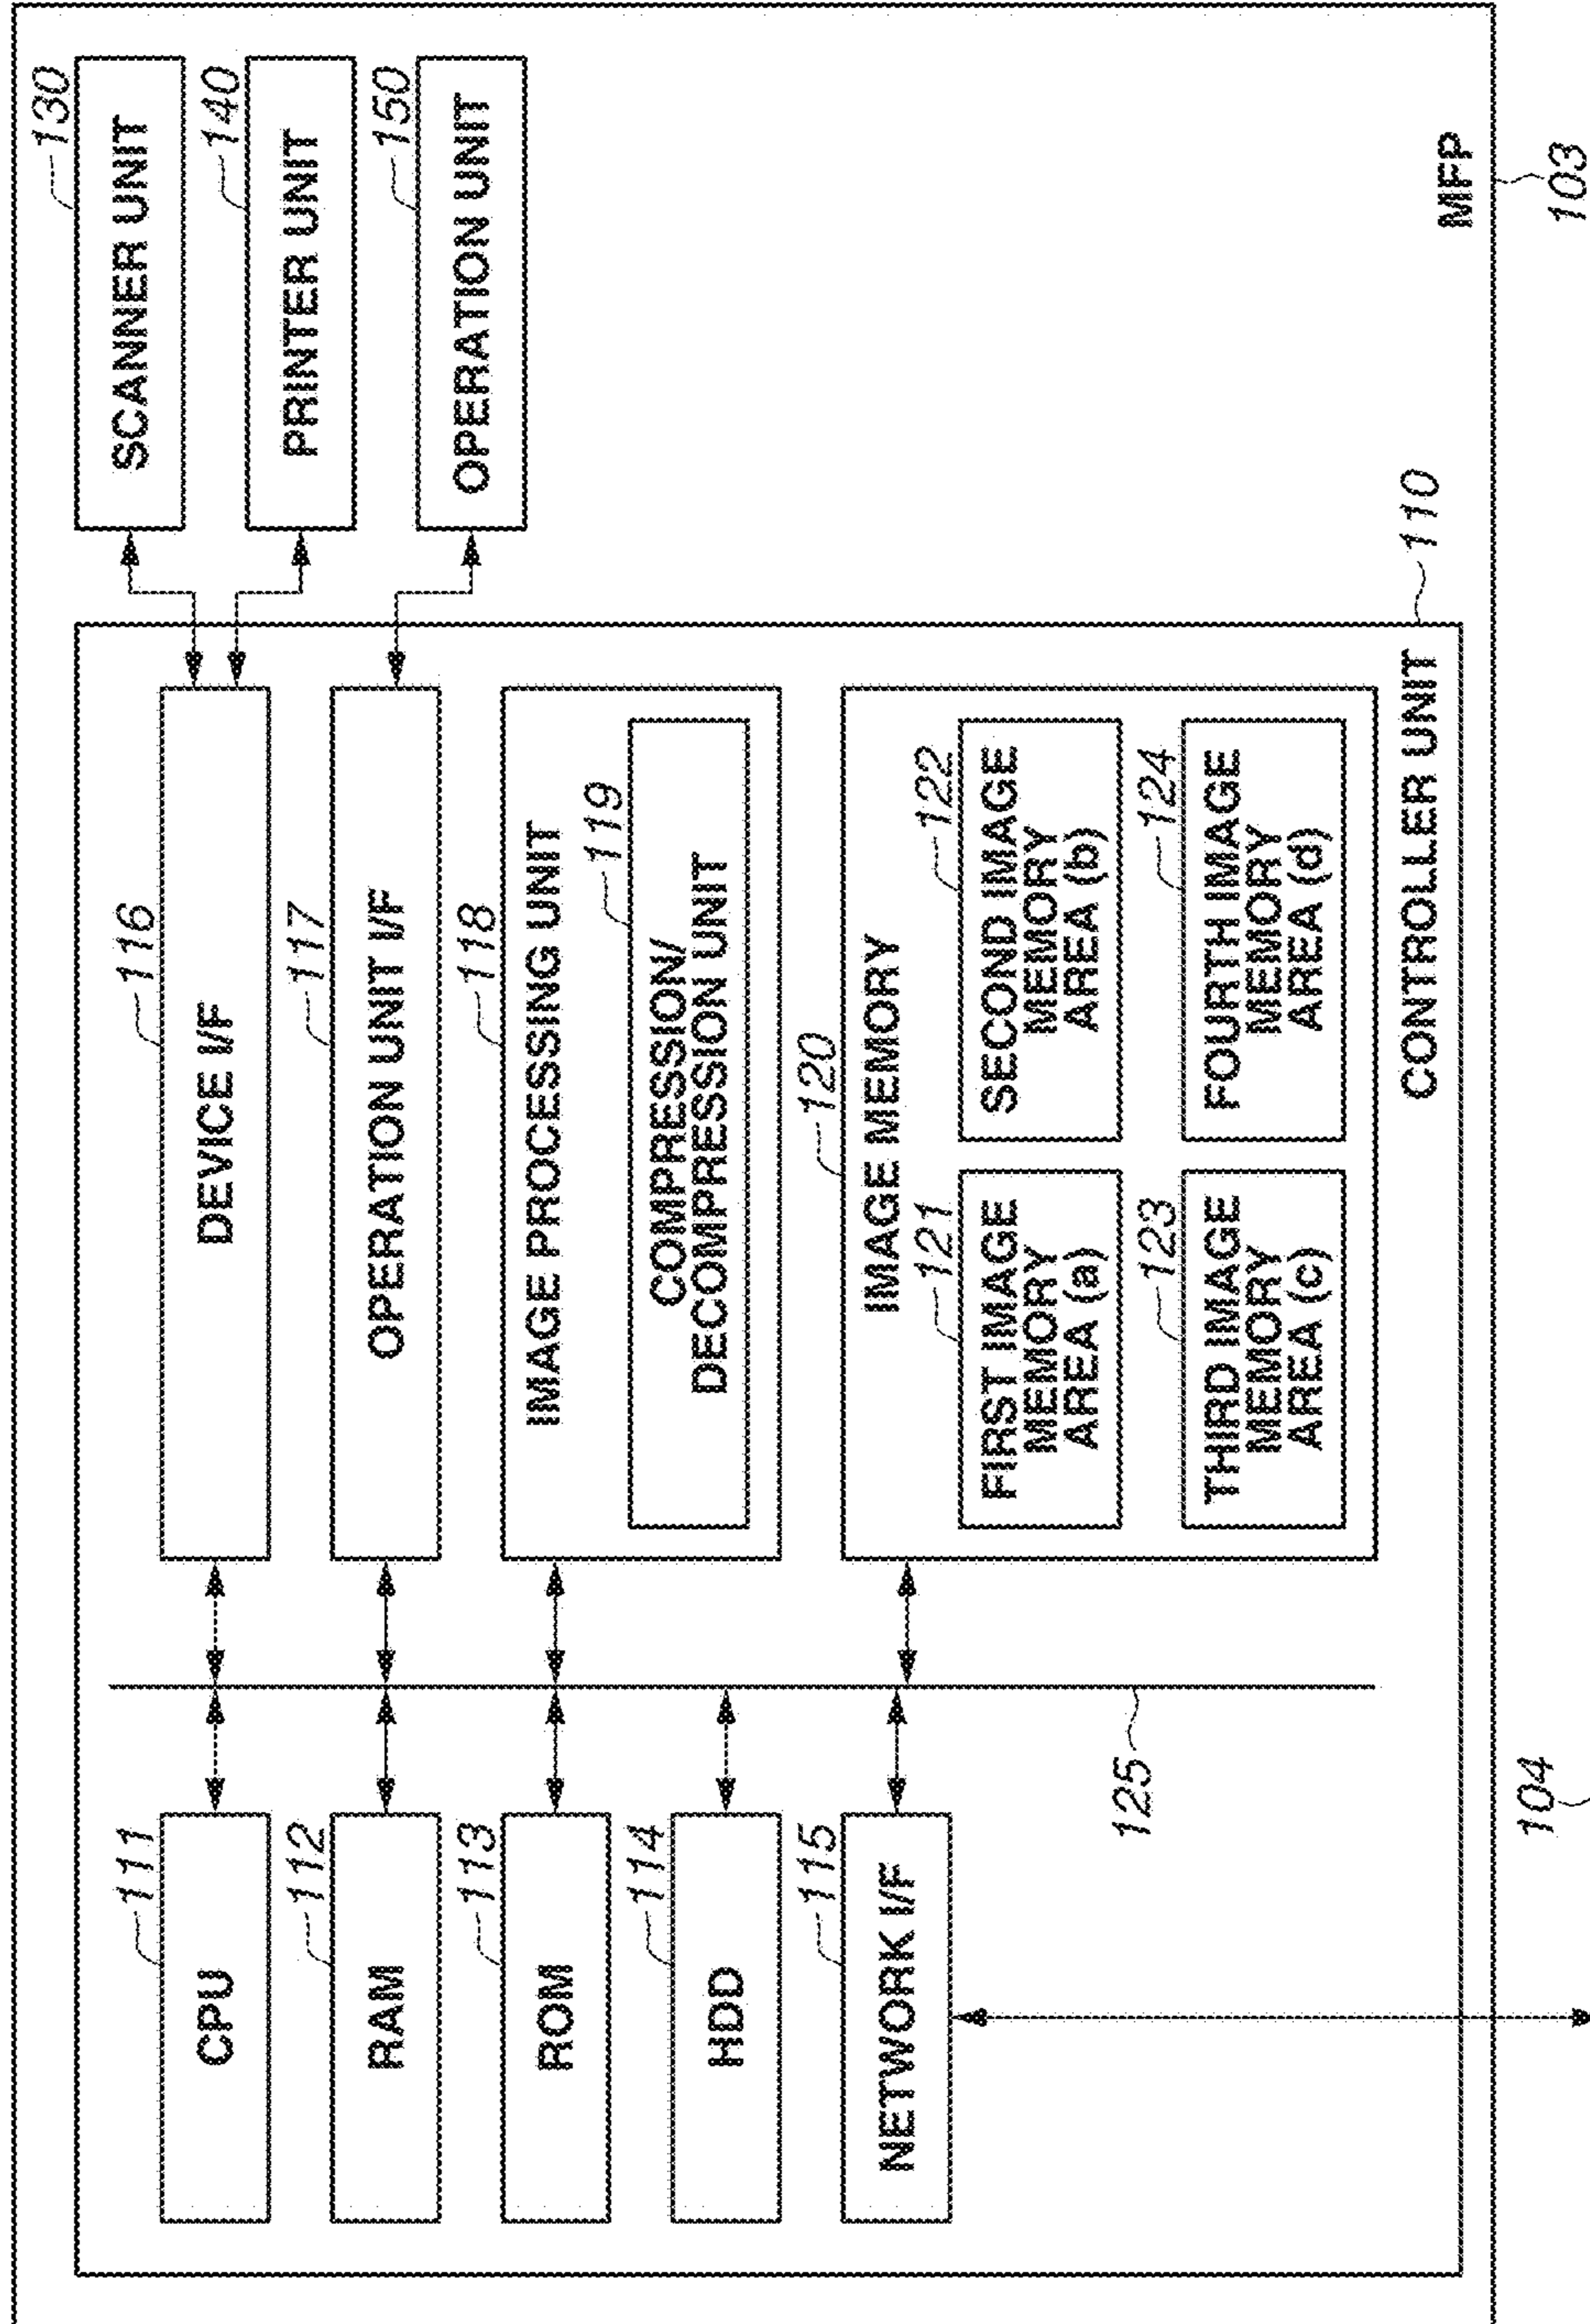 111
CPU
112
RAM
113
ROM
114
HDD
115
NETWORK I/F
116
DEVICE I/F
117
OPERATION UNIT I/F
118
IMAGE PROCESSING UNIT
119
COMPRESSION/
DECOMPRESSION UNIT
120
IMAGE MEMORY
121
FIRST IMAGE
MEMORY
AREA (a)
122
SECOND IMAGE
MEMORY
AREA (b)
123
THIRD IMAGE
MEMORY
AREA (c)
124
FOURTH IMAGE
MEMORY
AREA (d)
125
CONTROLLER UNIT
110
130
SCANNER UNIT
140
PRINTER UNIT
150
OPERATION UNIT
MFP
103
104